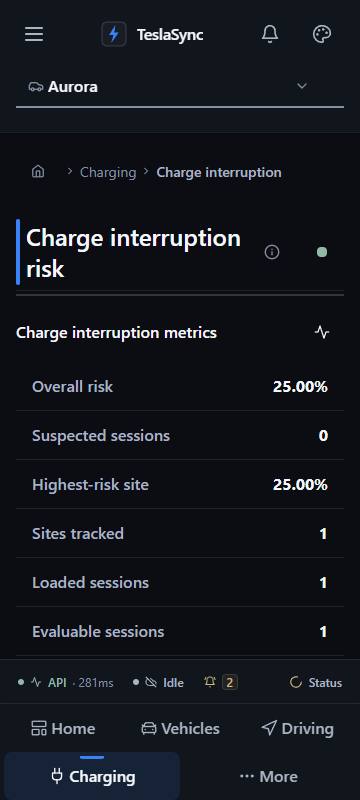 TeslaSync
Aurora
Charging Charge interruption
Charge interruption
risk
Charge interruption metrics
Overall risk 25.00%
Suspected sessions 0
Highest-risk site 25.00%
Sites tracked 1
Loaded sessions 1
Evaluable sessions 1
API · 281ms Idle 2 Status
Home Vehicles Driving
Charging More